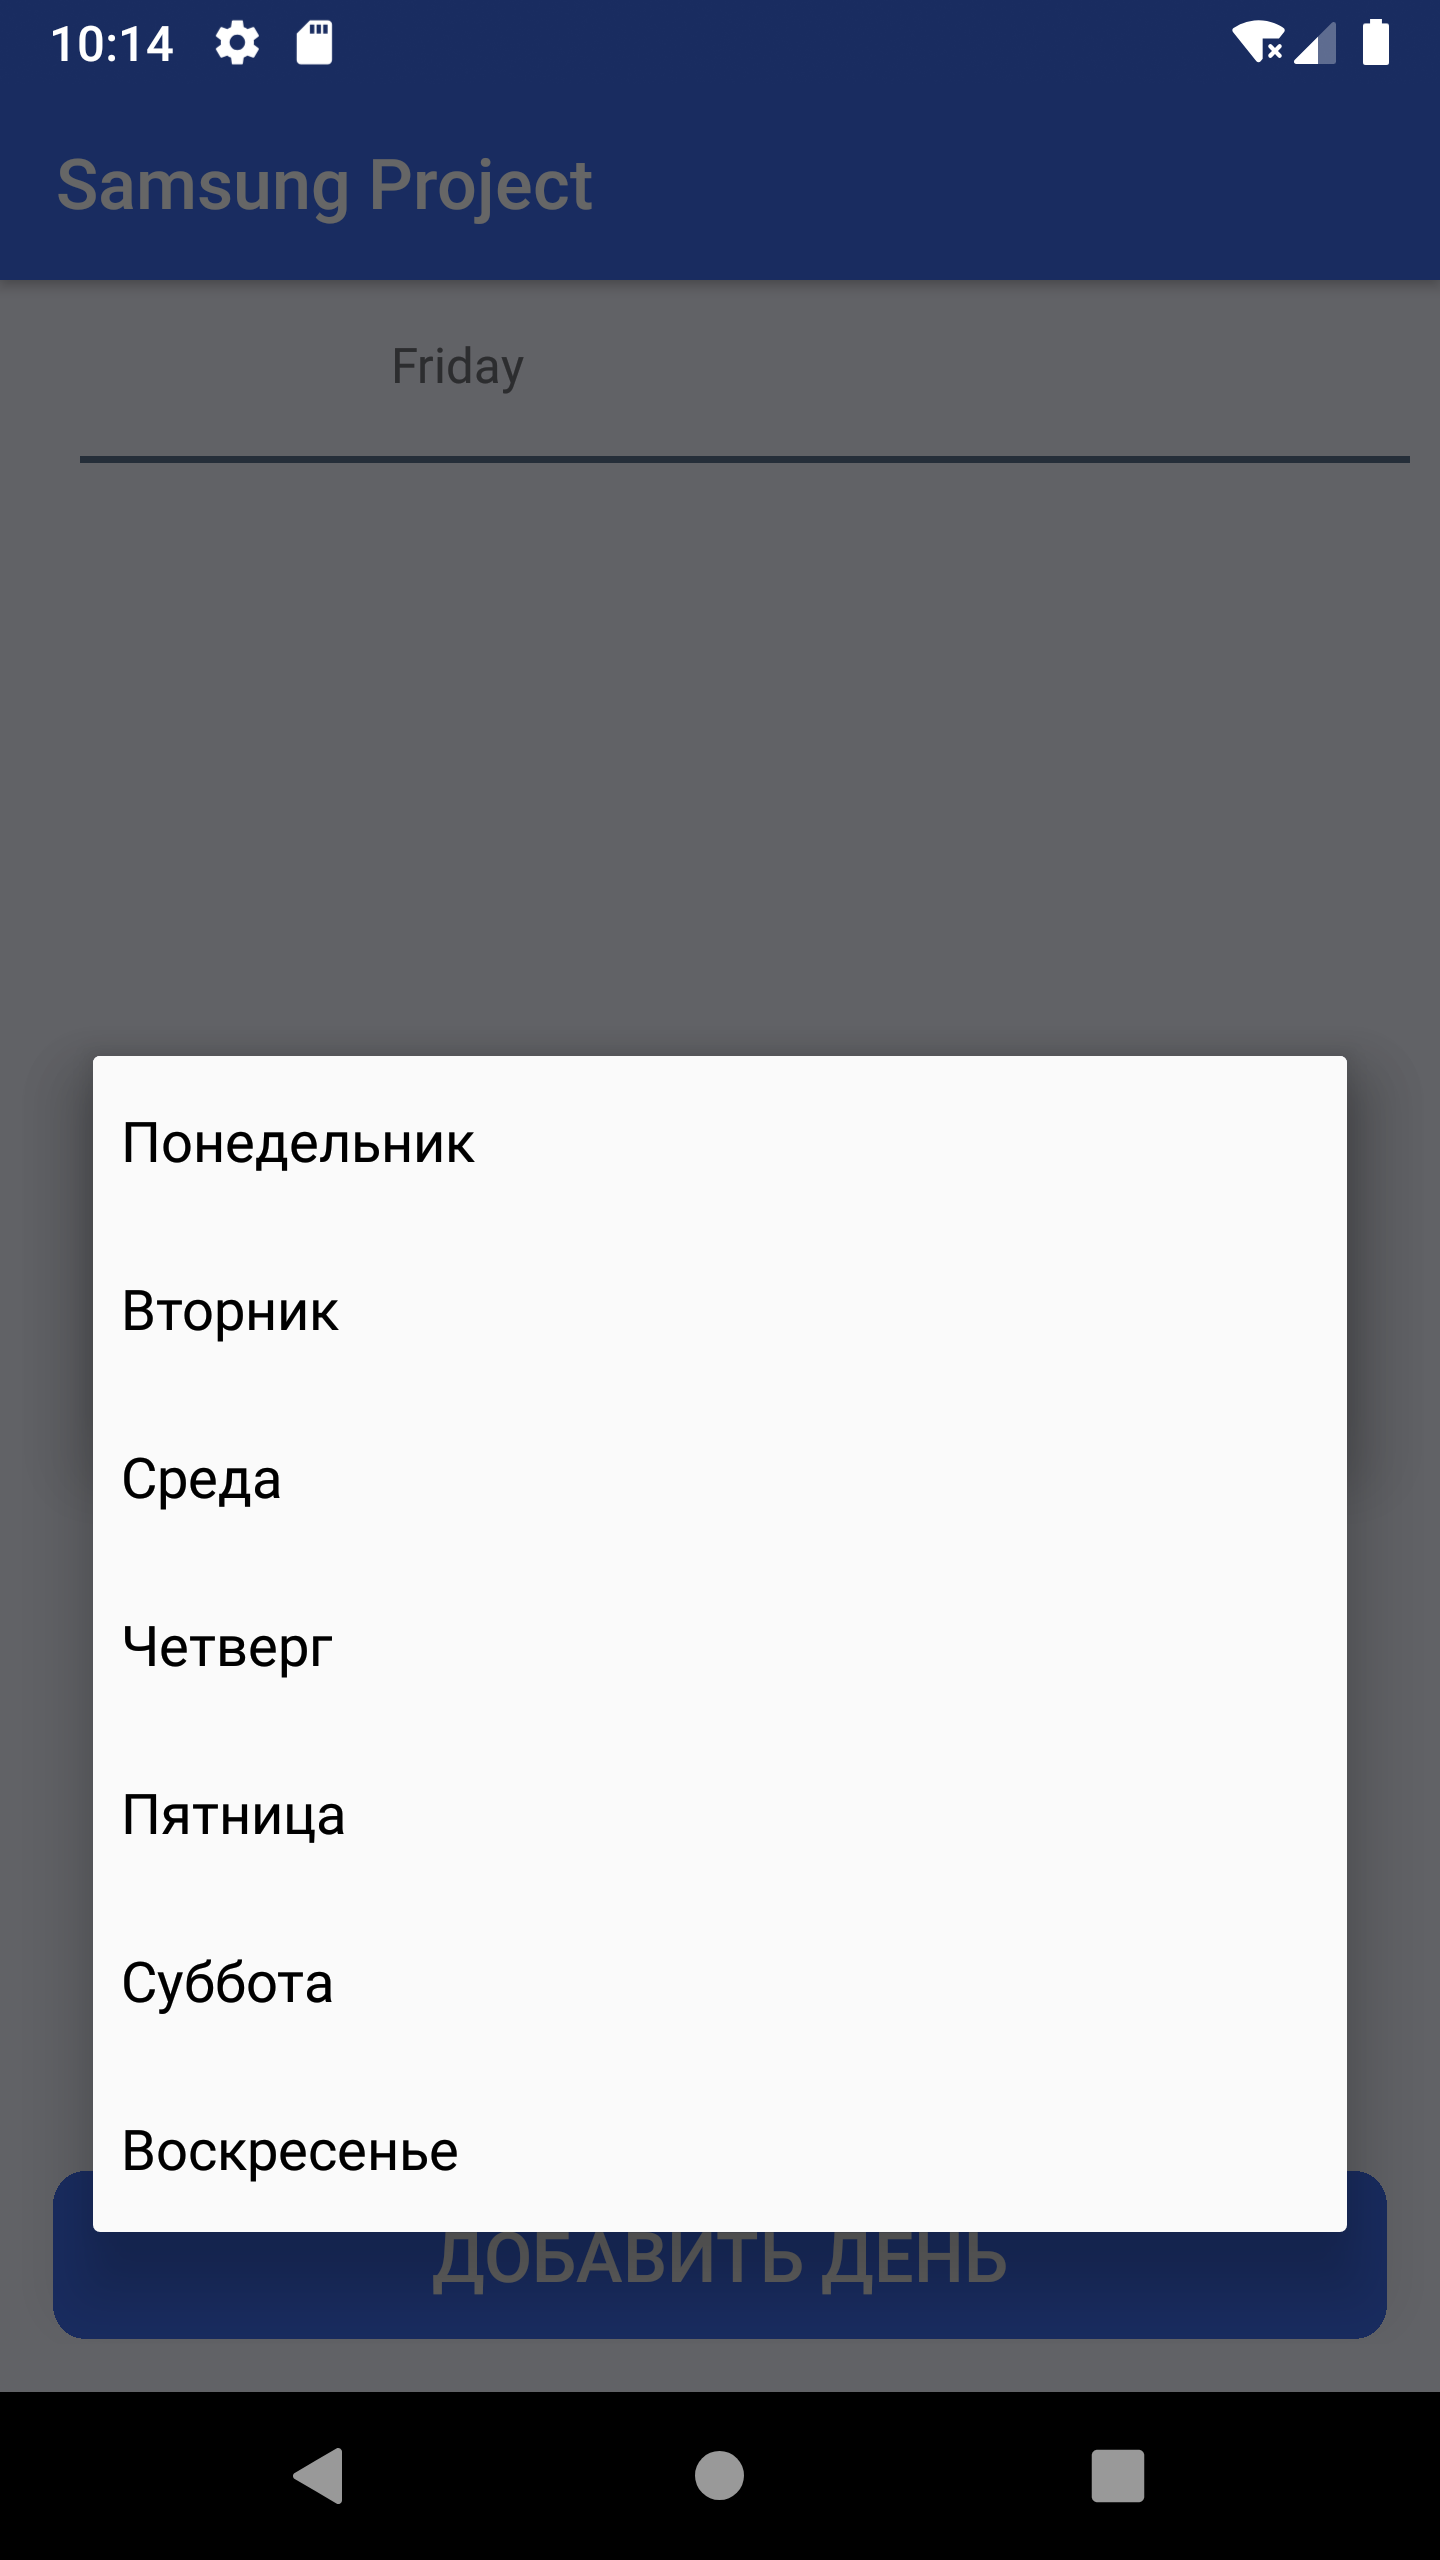 10:14
Samsung Project
Friday
Понедельник
Вторник
Среда
Четверг
Пятница
Суббота
Воскресенье
ДОБАВИТЬ ДЕНЬ